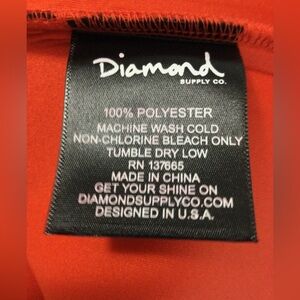 Diamond
SUPPLY CO.
100% POLYESTER
MACHINE WASH COLD
NON-CHLORINE BLEACH ONLY
TUMBLE DRY LOW
RN 137665
MADE IN CHINA
GET YOUR SHINE ON
DIAMONDSUPPLYCO.COM
DESIGNED IN U.S.A.